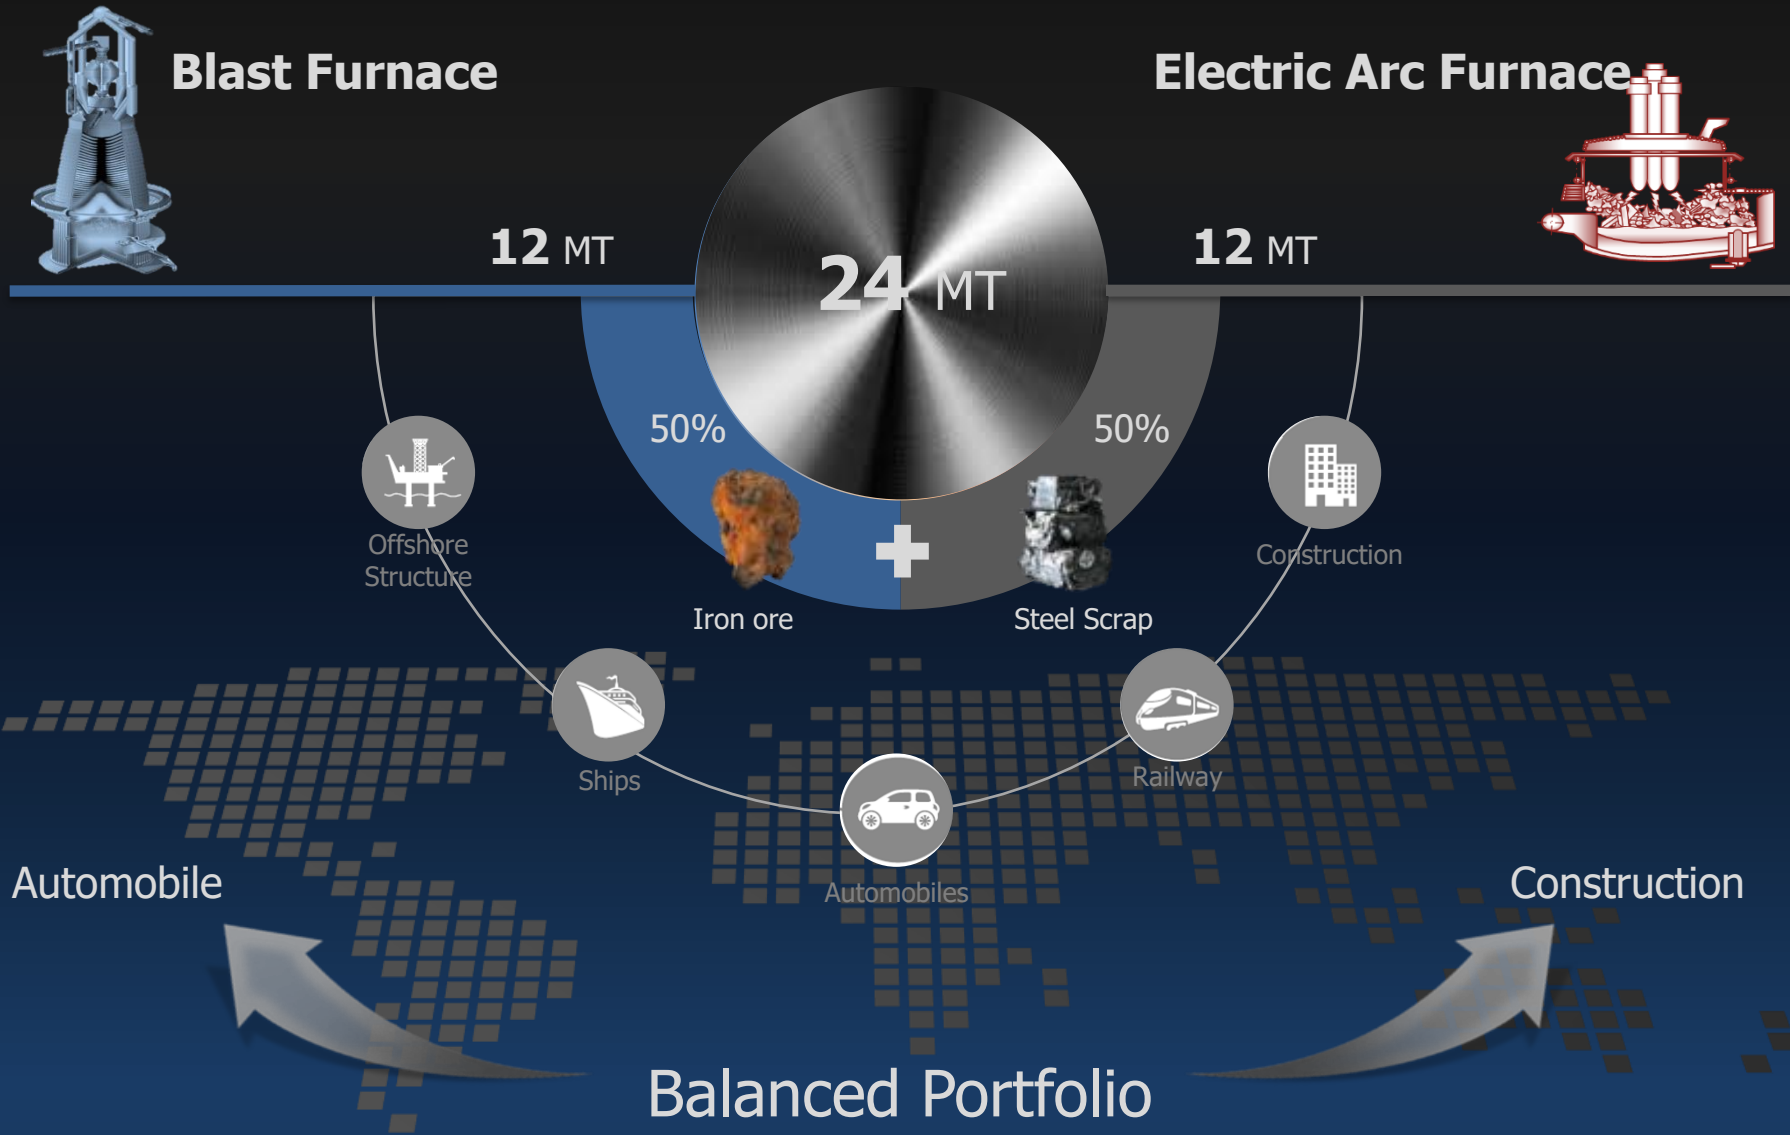 Blast Furnace
Electric Arc Furnace
12 MT
24 MT
12 MT
50%
50%
Offshore
Structure
Construction
Iron ore
Steel Scrap
Ships
Railway
Automobiles
Automobile
Construction
Balanced Portfolio